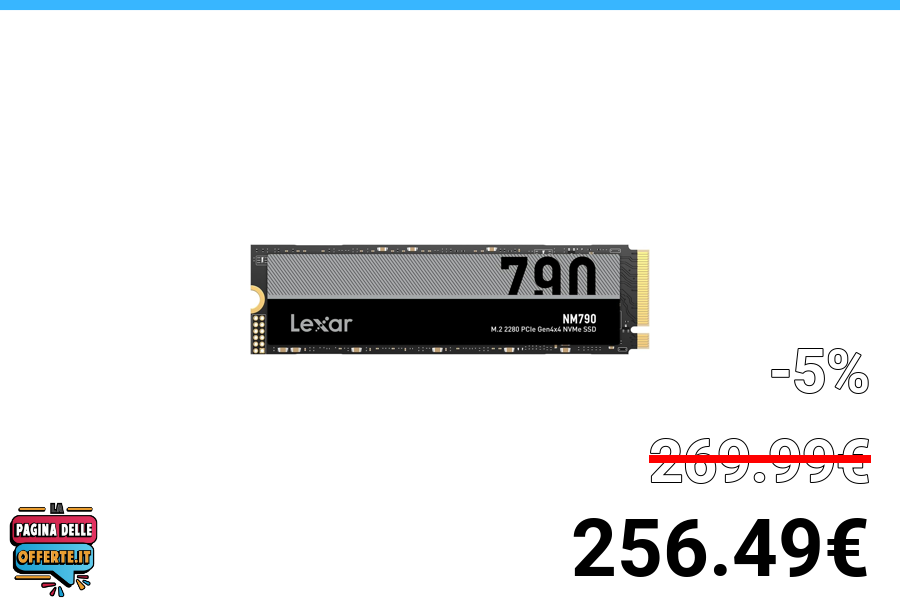 790
Lexar
NM790
M.2 2280 PCIe Gen4x4 NVMe SSD
-5%
269.99€
256.49€
LA
PAGINA DELLE
OFFERTE.IT